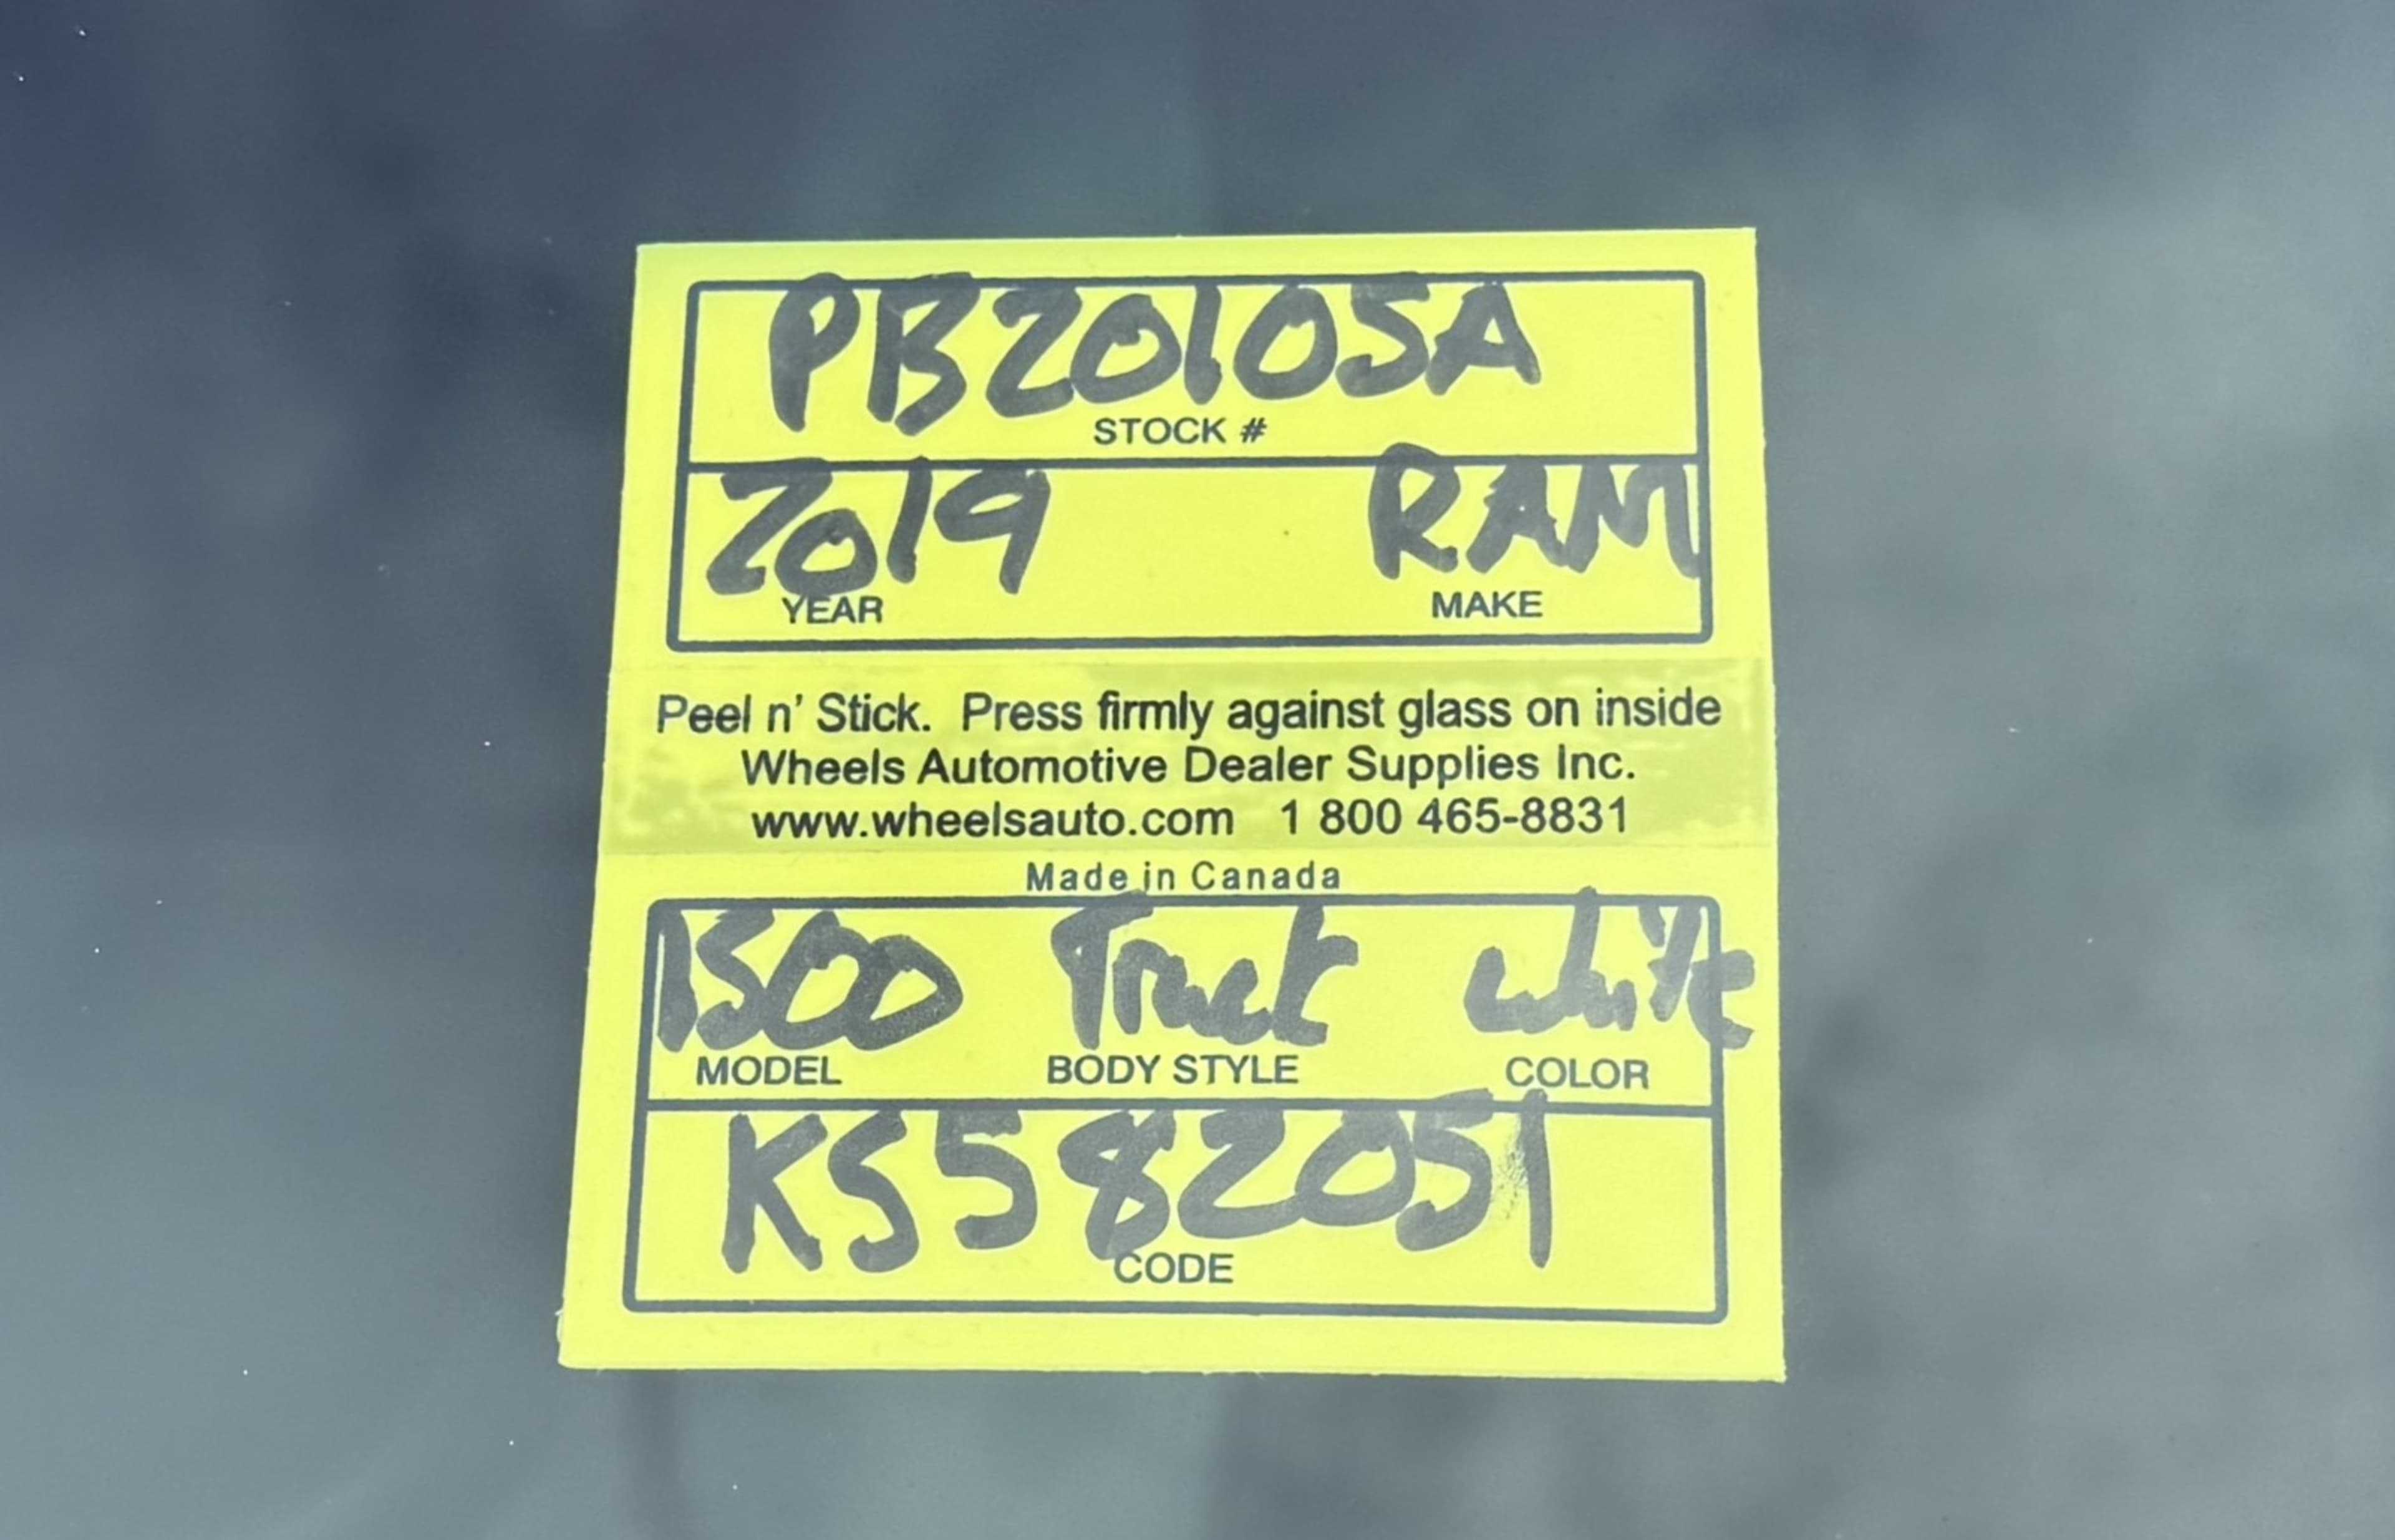 PB20105A
STOCK #
2019 RAM
YEAR MAKE
Peel n' Stick. Press firmly against glass on inside
Wheels Automotive Dealer Supplies Inc.
www.wheelsauto.com 1 800 465-8831
Made in Canada
1500 Truck white
MODEL BODY STYLE COLOR
KS582051
CODE